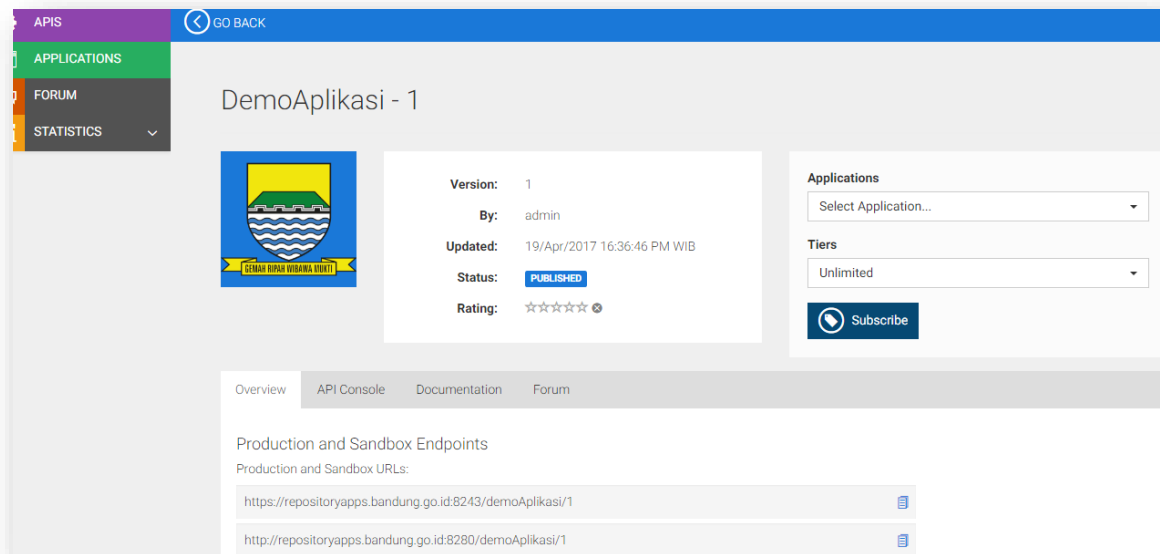 APIS
APPLICATIONS
FORUM
STATISTICS
GO BACK
DemoAplikasi - 1
GEMAH RIPAH WIBAWA MUKTI
Version: 1
By: admin
Updated: 19/Apr/2017 16:36:46 PM WIB
Status: PUBLISHED
Rating:
Applications
Select Application...
Tiers
Unlimited
Subscribe
Overview API Console Documentation Forum
Production and Sandbox Endpoints
Production and Sandbox URLs:
https://repositoryapps.bandung.go.id:8243/demoAplikasi/1
http://repositoryapps.bandung.go.id:8280/demoAplikasi/1